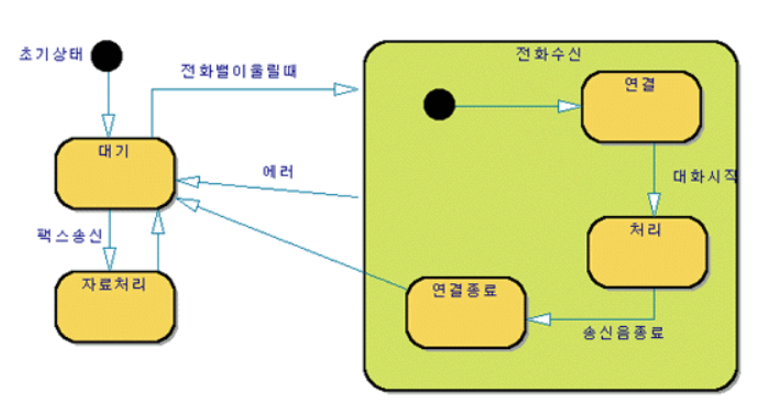 초기상태
전화벨이울릴때
전화수신
연결
대기
에러
대화시작
팩스송신
처리
자료처리
연결종료
송신음종료